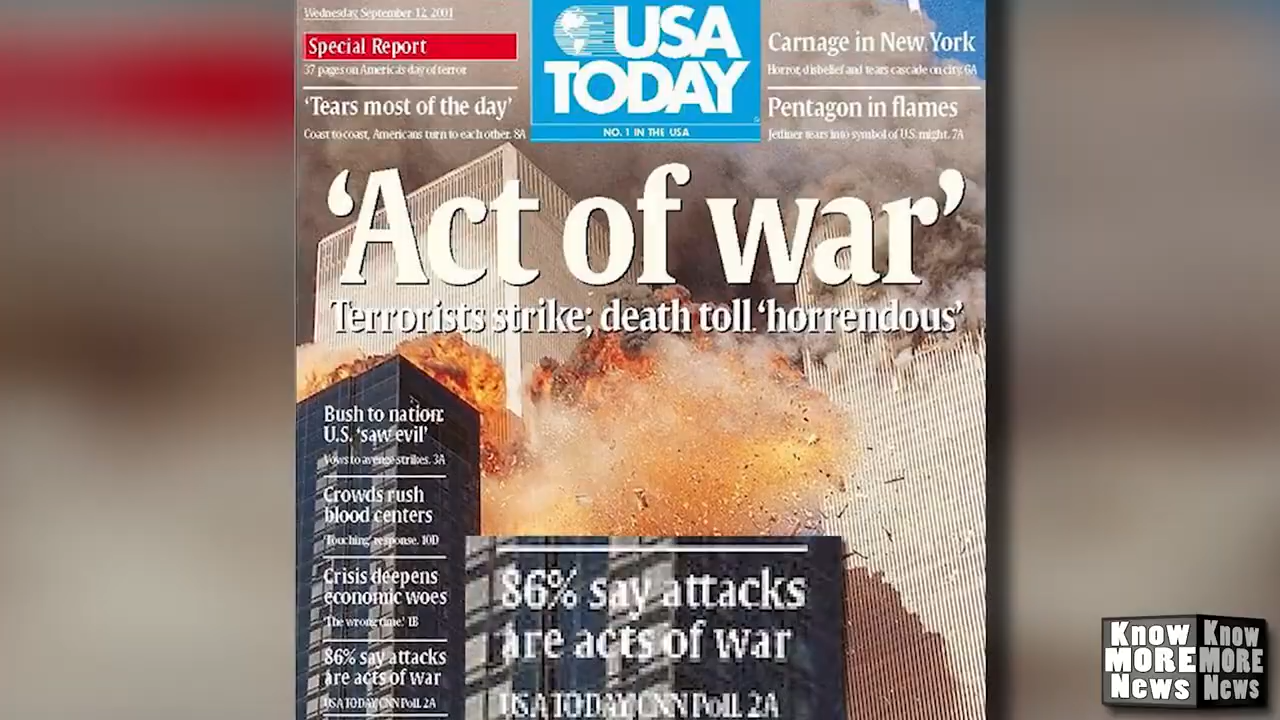 Wednesday, September 12, 2001
Special Report
37 pages on America's day of terror
'Tears most of the day'
Coast to coast, Americans turn to each other. 8A
USA
TODAY
NO. 1 IN THE USA
Carnage in New York
Horror, disbelief and tears cascade on city. 6A
Pentagon in flames
Jetliner tears into symbol of U.S. might. 7A
'Act of war'
Terrorists strike; death toll 'horrendous'
Bush to nation:
U.S. 'saw evil'
Vows to avenge strikes. 3A
Crowds rush
blood centers
'Touching' response. 10D
Crisis deepens
economic woes
'The wrong time.' 1B
86% say attacks
are acts of war
USA TODAY/CNN Poll. 2A
86% say attacks
are acts of war
USA TODAY/CNN Poll. 2A
Know
MORE
News
Know
MORE
News